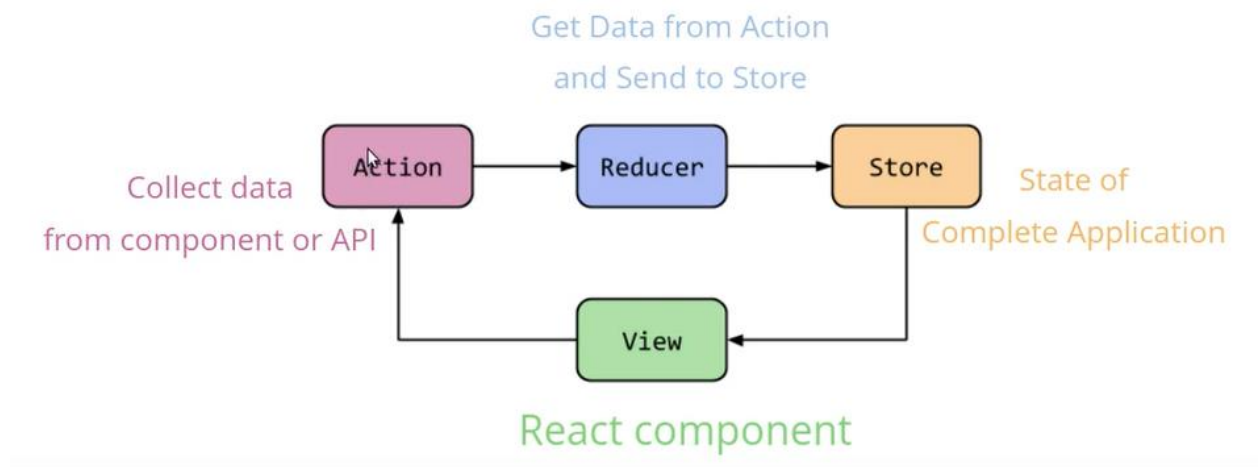 Get Data from Action
and Send to Store
Action
Reducer
Store
Collect data
from component or API
State of
Complete Application
View
React component